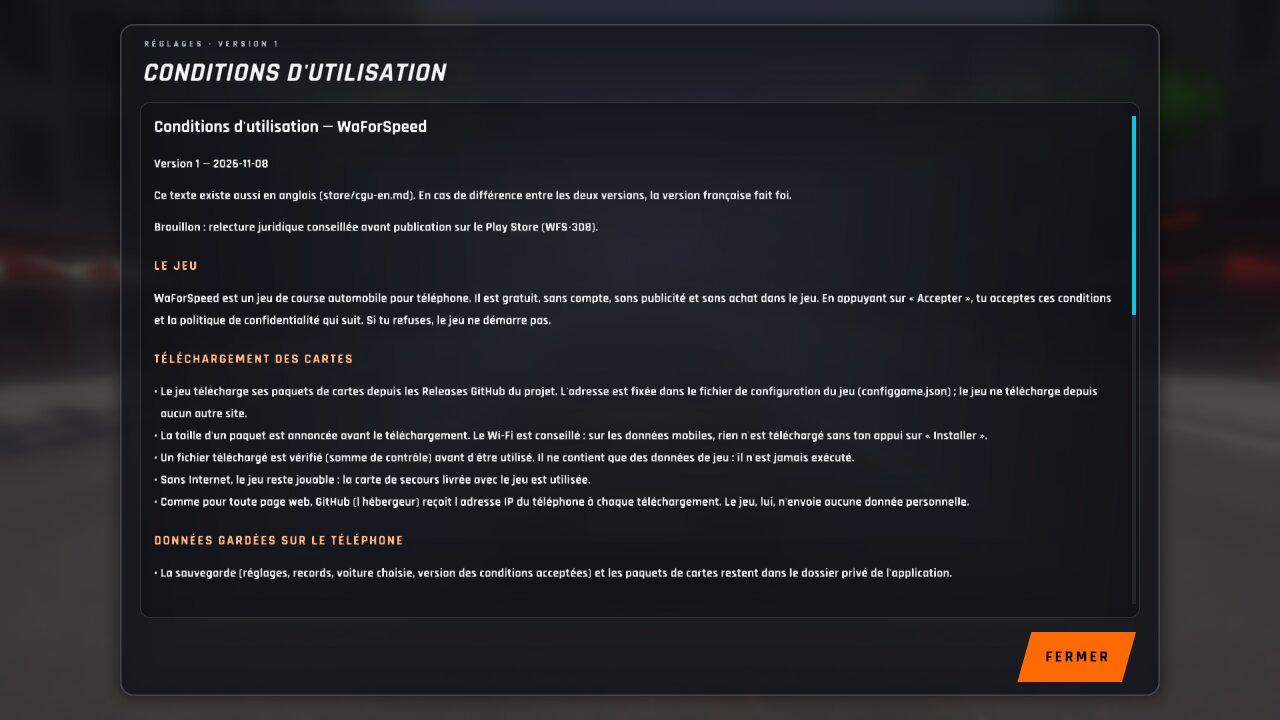 RÉGLAGES · VERSION 1
CONDITIONS D'UTILISATION
Conditions d'utilisation — WaForSpeed
Version 1 — 2026-11-08
Ce texte existe aussi en anglais (store/cgu-en.md). En cas de différence entre les deux versions, la version française fait foi.
Brouillon : relecture juridique conseillée avant publication sur le Play Store (WFS-308).
LE JEU
WaForSpeed est un jeu de course automobile pour téléphone. Il est gratuit, sans compte, sans publicité et sans achat dans le jeu. En appuyant sur « Accepter », tu acceptes ces conditions
et la politique de confidentialité qui suit. Si tu refuses, le jeu ne démarre pas.
TÉLÉCHARGEMENT DES CARTES
• Le jeu télécharge ses paquets de cartes depuis les Releases GitHub du projet. L'adresse est fixée dans le fichier de configuration du jeu (configgame.json) ; le jeu ne télécharge depuis
aucun autre site.
• La taille d'un paquet est annoncée avant le téléchargement. Le Wi-Fi est conseillé : sur les données mobiles, rien n'est téléchargé sans ton appui sur « Installer ».
• Un fichier téléchargé est vérifié (somme de contrôle) avant d'être utilisé. Il ne contient que des données de jeu : il n'est jamais exécuté.
• Sans Internet, le jeu reste jouable : la carte de secours livrée avec le jeu est utilisée.
• Comme pour toute page web, GitHub (l'hébergeur) reçoit l'adresse IP du téléphone à chaque téléchargement. Le jeu, lui, n'envoie aucune donnée personnelle.
DONNÉES GARDÉES SUR LE TÉLÉPHONE
• La sauvegarde (réglages, records, voiture choisie, version des conditions acceptées) et les paquets de cartes restent dans le dossier privé de l'application.
FERMER